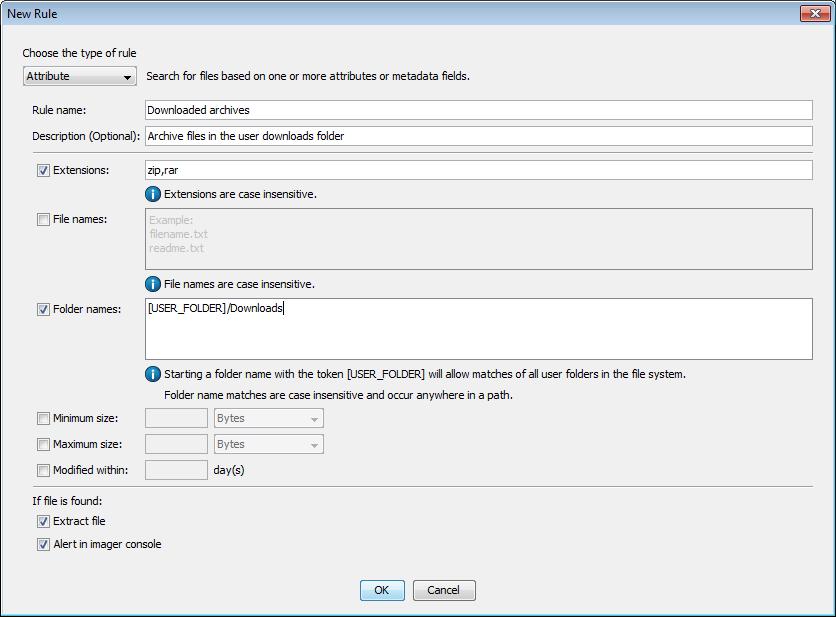 New Rule
Choose the type of rule
Attribute Search for files based on one or more attributes or metadata fields.
Rule name: Downloaded archives
Description (Optional): Archive files in the user downloads folder
Extensions: zip,rar
Extensions are case insensitive.
File names: Example:
filename.txt
readme.txt
File names are case insensitive.
Folder names: [USER_FOLDER]/Downloads
Starting a folder name with the token [USER_FOLDER] will allow matches of all user folders in the file system.
Folder name matches are case insensitive and occur anywhere in a path.
Minimum size: Bytes
Maximum size: Bytes
Modified within: day(s)
If file is found:
Extract file
Alert in imager console
OK Cancel